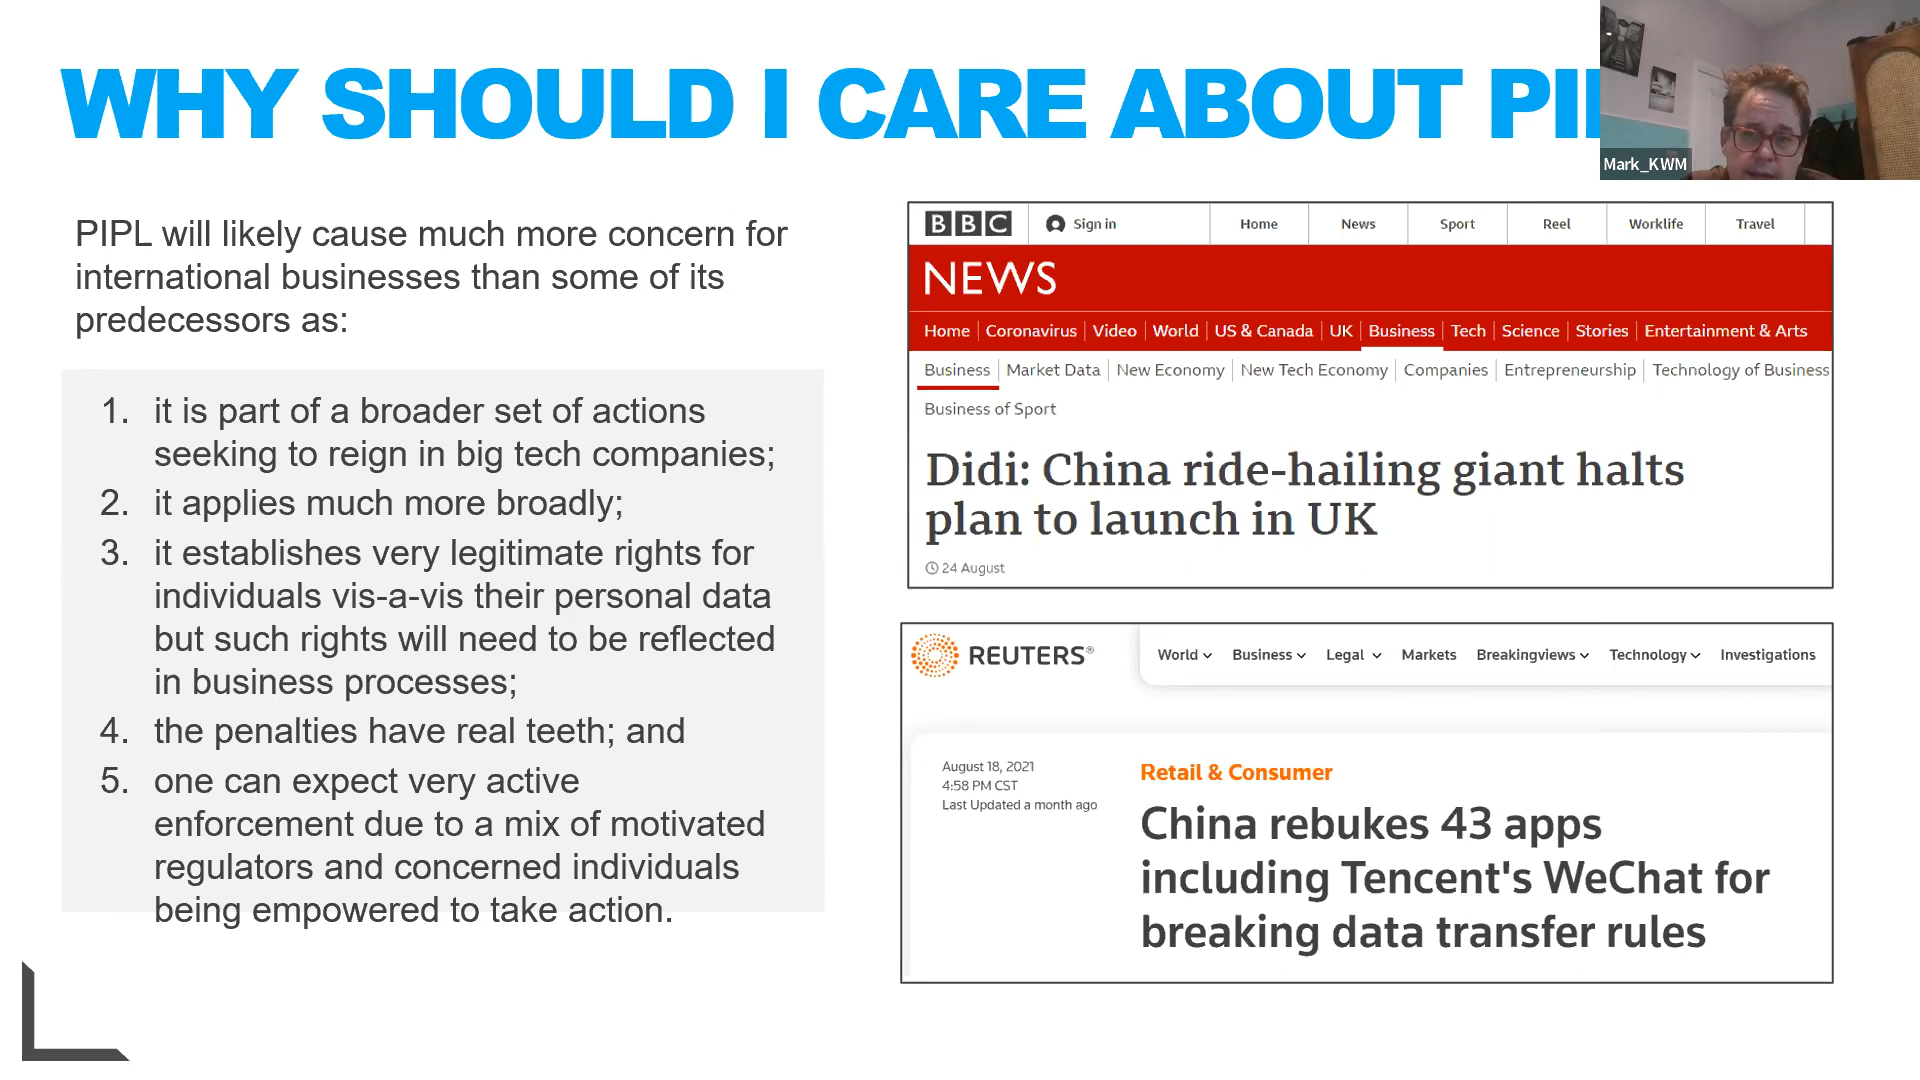 WHY SHOULD I CARE ABOUT PI
Mark_KWM
PIPL will likely cause much more concern for
international businesses than some of its
predecessors as:
1. it is part of a broader set of actions
seeking to reign in big tech companies;
2. it applies much more broadly;
3. it establishes very legitimate rights for
individuals vis-a-vis their personal data
but such rights will need to be reflected
in business processes;
4. the penalties have real teeth; and
5. one can expect very active
enforcement due to a mix of motivated
regulators and concerned individuals
being empowered to take action.
BBC Sign in Home News Sport Reel Worklife Travel
NEWS
Home Coronavirus Video World US & Canada UK Business Tech Science Stories Entertainment & Arts
Business Market Data New Economy New Tech Economy Companies Entrepreneurship Technology of Business
Business of Sport
Didi: China ride-hailing giant halts
plan to launch in UK
24 August
REUTERS® World Business Legal Markets Breakingviews Technology Investigations
August 18, 2021
4:58 PM CST
Last Updated a month ago
Retail & Consumer
China rebukes 43 apps
including Tencent's WeChat for
breaking data transfer rules